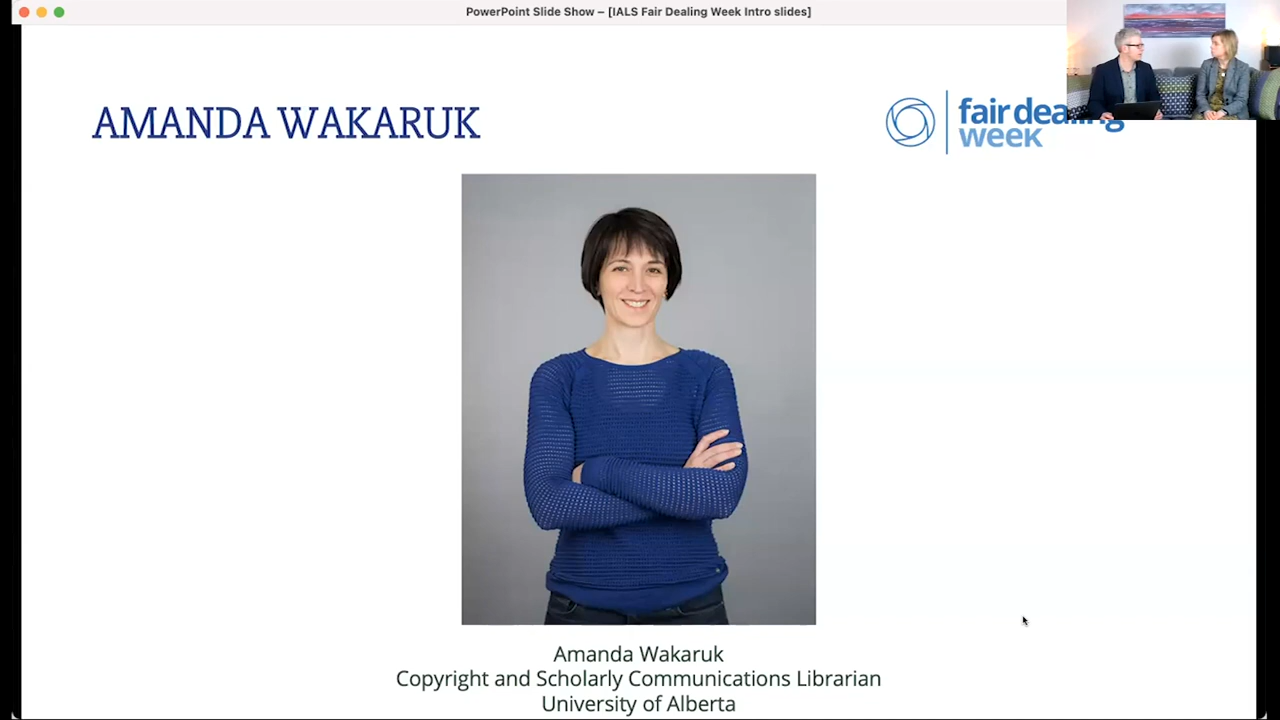 PowerPoint Slide Show – [IALS Fair Dealing Week Intro slides]
AMANDA WAKARUK
fair dealing
week
Amanda Wakaruk
Copyright and Scholarly Communications Librarian
University of Alberta